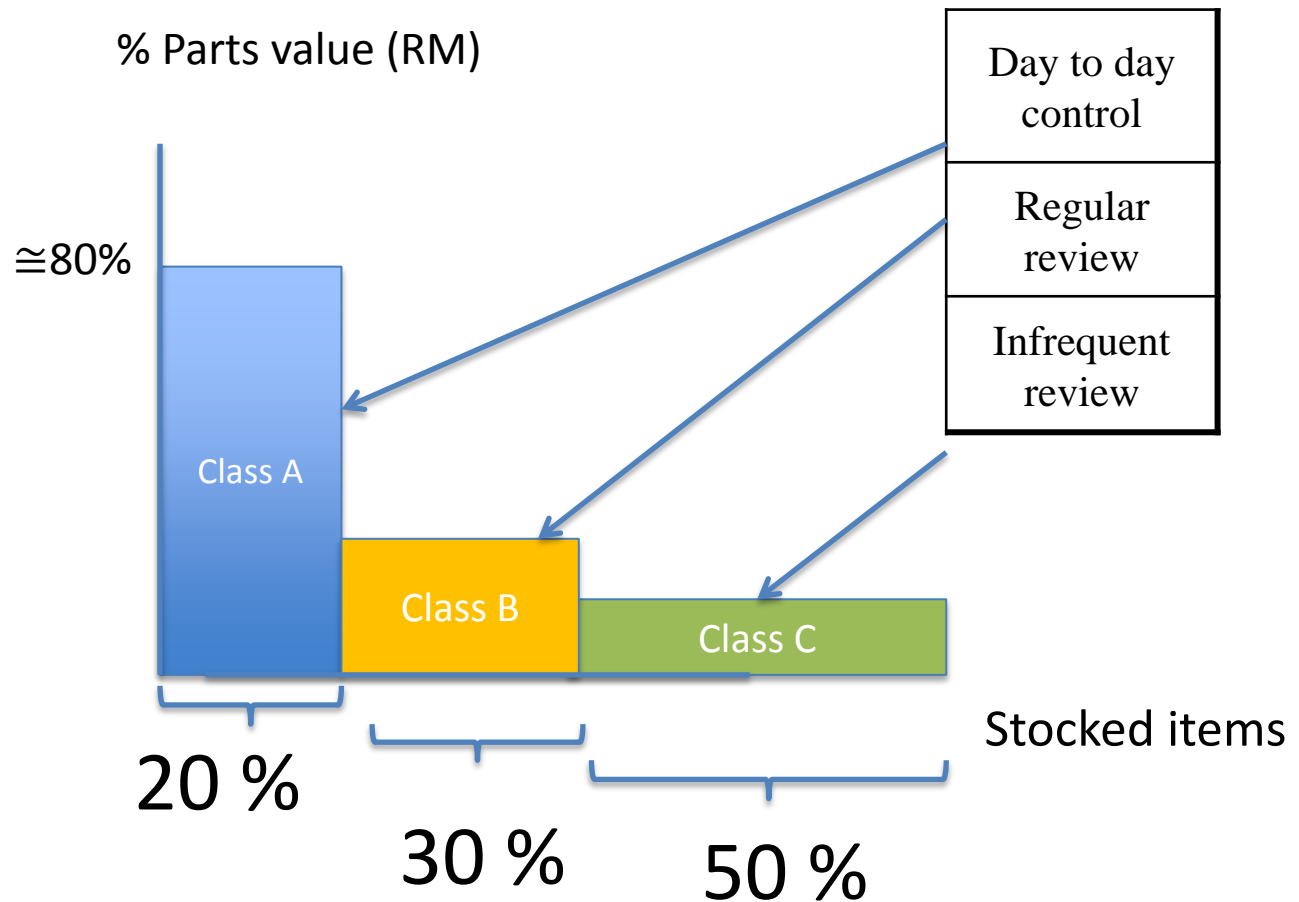 % Parts value (RM)
Day to day
control
Regular
review
≅80%
Infrequent
review
Class A
Class B
Class C
Stocked items
20 %
30 %
50 %